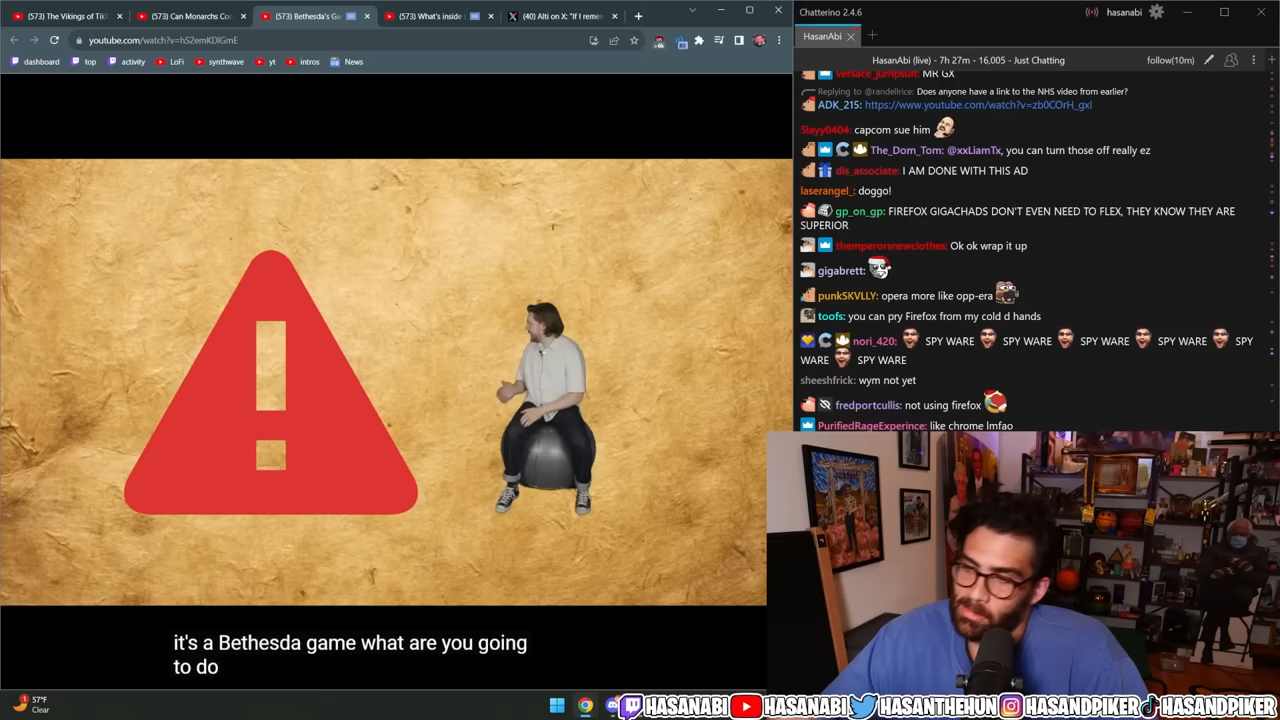 (573) The Vikings of Tik
(573) Can Monarchs Co
(573) Bethesda's Ga
(573) What's inside
(40) Alti on X: "If I reme
youtube.com/watch?v=hS2emKDIGmE
dashboard
top
activity
LoFi
synthwave
yt
intros
News
it's a Bethesda game what are you going
to do
57°F
Clear
Chatterino 2.4.6
hasanabi
HasanAbi
HasanAbi (live) - 7h 27m - 16,005 - Just Chatting
follow(10m)
versace_jumpsuit: MR GX
Replying to @randellrice: Does anyone have a link to the NHS video from earlier?
ADK_215: https://www.youtube.com/watch?v=zb0COrH_gxI
Slayy0404: capcom sue him
The_Dom_Tom: @xxLiamTx, you can turn those off really ez
dis_associate: I AM DONE WITH THIS AD
laserangel_: doggo!
gp_on_gp: FIREFOX GIGACHADS DON'T EVEN NEED TO FLEX, THEY KNOW THEY ARE
SUPERIOR
themperorsnewclothes: Ok ok wrap it up
gigabrett:
punkSKVLLY: opera more like opp-era
toofs: you can pry Firefox from my cold d hands
nori_420: SPY WARE SPY WARE SPY WARE SPY WARE SPY
WARE SPY WARE
sheeshfrick: wym not yet
fredportcullis: not using firefox
PurifiedRageExperince: like chrome lmfao
HASANABI HASANABI HASANTHEHUN HASANDPIKER HASANDPIKER